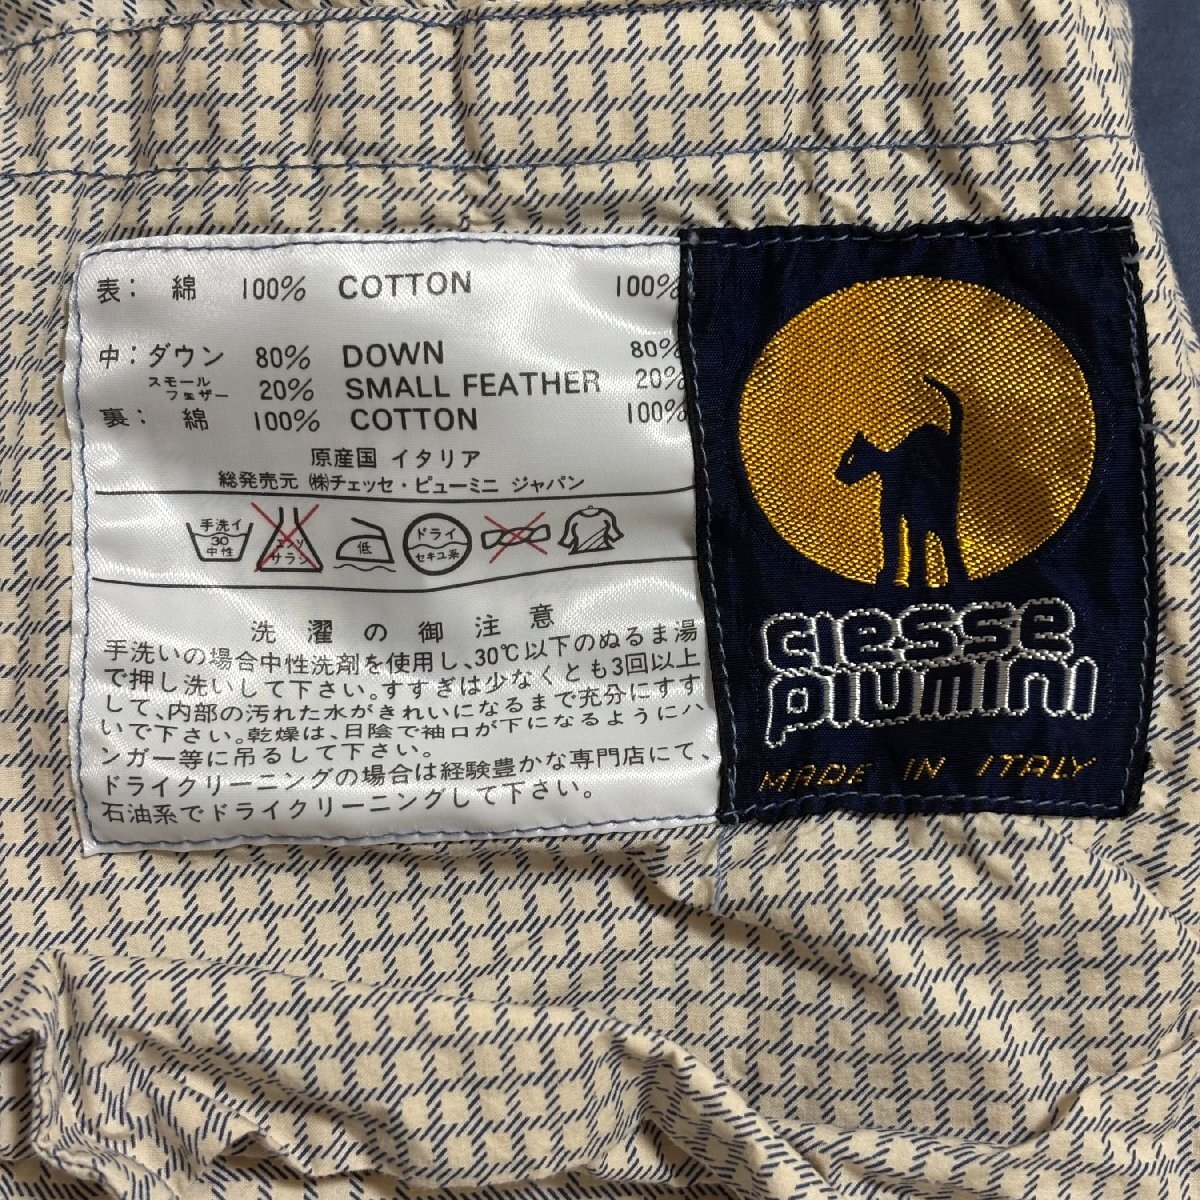 表: 綿 100% COTTON 100%
中: ダウン 80% DOWN 80%
スモール フェザー 20% SMALL FEATHER 20%
裏: 綿 100% COTTON 100%
原産国 イタリア
総発売元 ㈱チェッセ・ピューミニ ジャパン
手洗イ 30 中性
エンソ サラシ
低
ドライ セキユ系
洗濯の御注意
手洗いの場合中性洗剤を使用し、30℃以下のぬるま湯
で押し洗いして下さい。すすぎは少なくとも3回以上
して、内部の汚れた水がきれいになるまで充分にすす
いで下さい。乾燥は、日陰で袖口が下になるようにハ
ンガー等に吊るして下さい。
ドライクリーニングの場合は経験豊かな専門店にて、
石油系でドライクリーニングして下さい。
ciesse
piumini
MADE IN ITALY